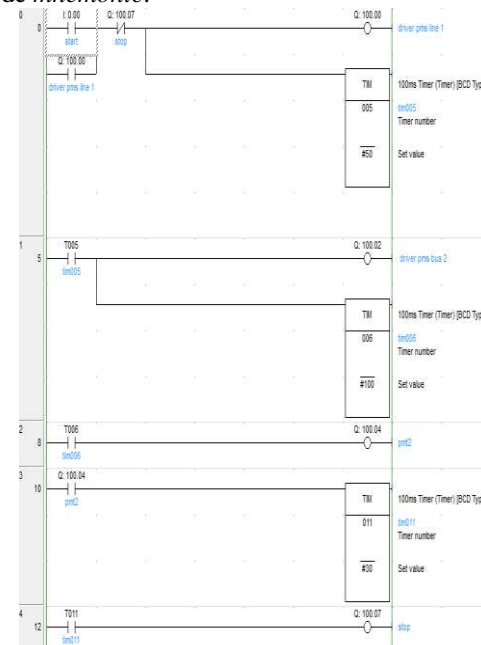 de mnemonic.
0
0
I: 0.00
start
Q: 100.07
stop
Q: 100.00
driver pms line 1
Q: 100.00
driver pms line 1
TIM
100ms Timer (Timer) [BCD Typ
005
tim005
Timer number
#50
Set value
1
5
T005
tim005
Q: 100.02
driver pms bus 2
TIM
100ms Timer (Timer) [BCD Typ
006
tim006
Timer number
#100
Set value
2
8
T006
tim006
Q: 100.04
pmt2
3
10
Q: 100.04
pmt2
TIM
100ms Timer (Timer) [BCD Typ
011
tim011
Timer number
#30
Set value
4
12
T011
tim011
Q: 100.07
stop